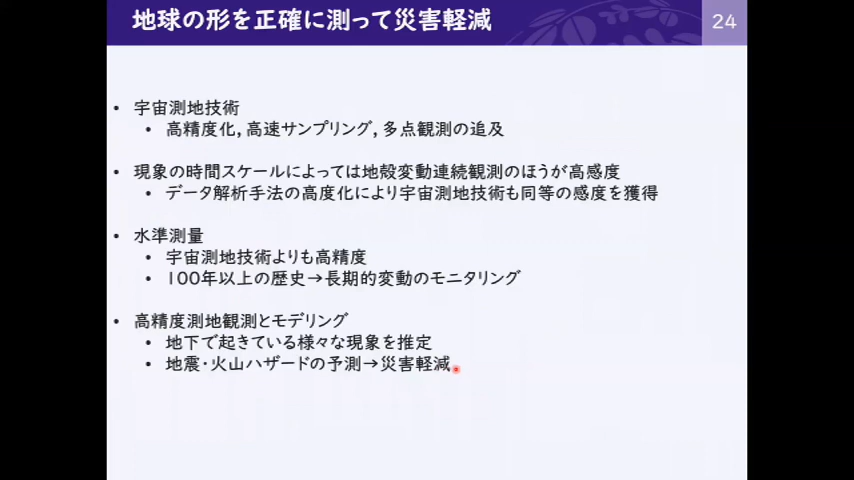 地球の形を正確に測って災害軽減
24
• 宇宙測地技術
• 高精度化,高速サンプリング,多点観測の追及
• 現象の時間スケールによっては地殻変動連続観測のほうが高感度
• データ解析手法の高度化により宇宙測地技術も同等の感度を獲得
• 水準測量
• 宇宙測地技術よりも高精度
• 100年以上の歴史→長期的変動のモニタリング
• 高精度測地観測とモデリング
• 地下で起きている様々な現象を推定
• 地震・火山ハザードの予測→災害軽減